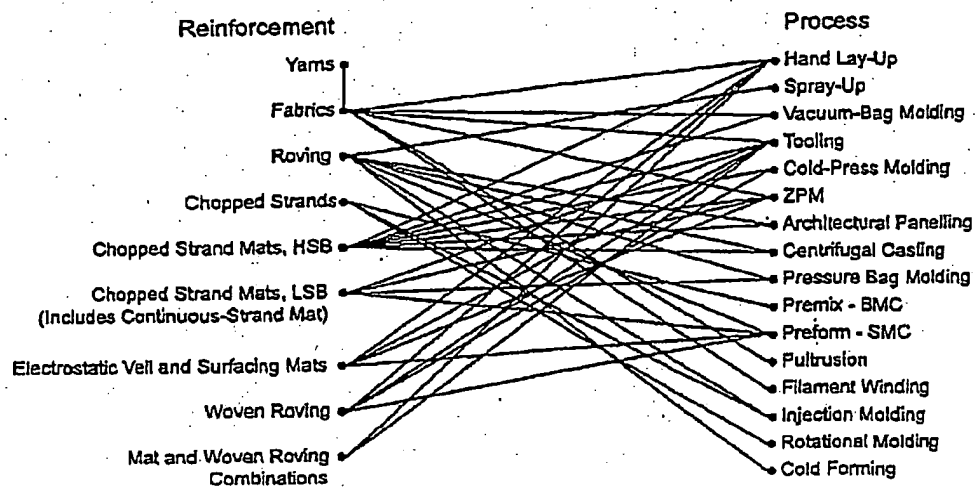 Reinforcement
Yarns
Fabrics
Roving
Chopped Strands
Chopped Strand Mats, HSB
Chopped Strand Mats, LSB
(Includes Continuous-Strand Mat)
Electrostatic Veil and Surfacing Mats
Woven Roving
Mat and Woven Roving
Combinations
Process
Hand Lay-Up
Spray-Up
Vacuum-Bag Molding
Tooling
Cold-Press Molding
ZPM
Architectural Panelling
Centrifugal Casting
Pressure Bag Molding
Premix - BMC
Preform - SMC
Pultrusion
Filament Winding
Injection Molding
Rotational Molding
Cold Forming